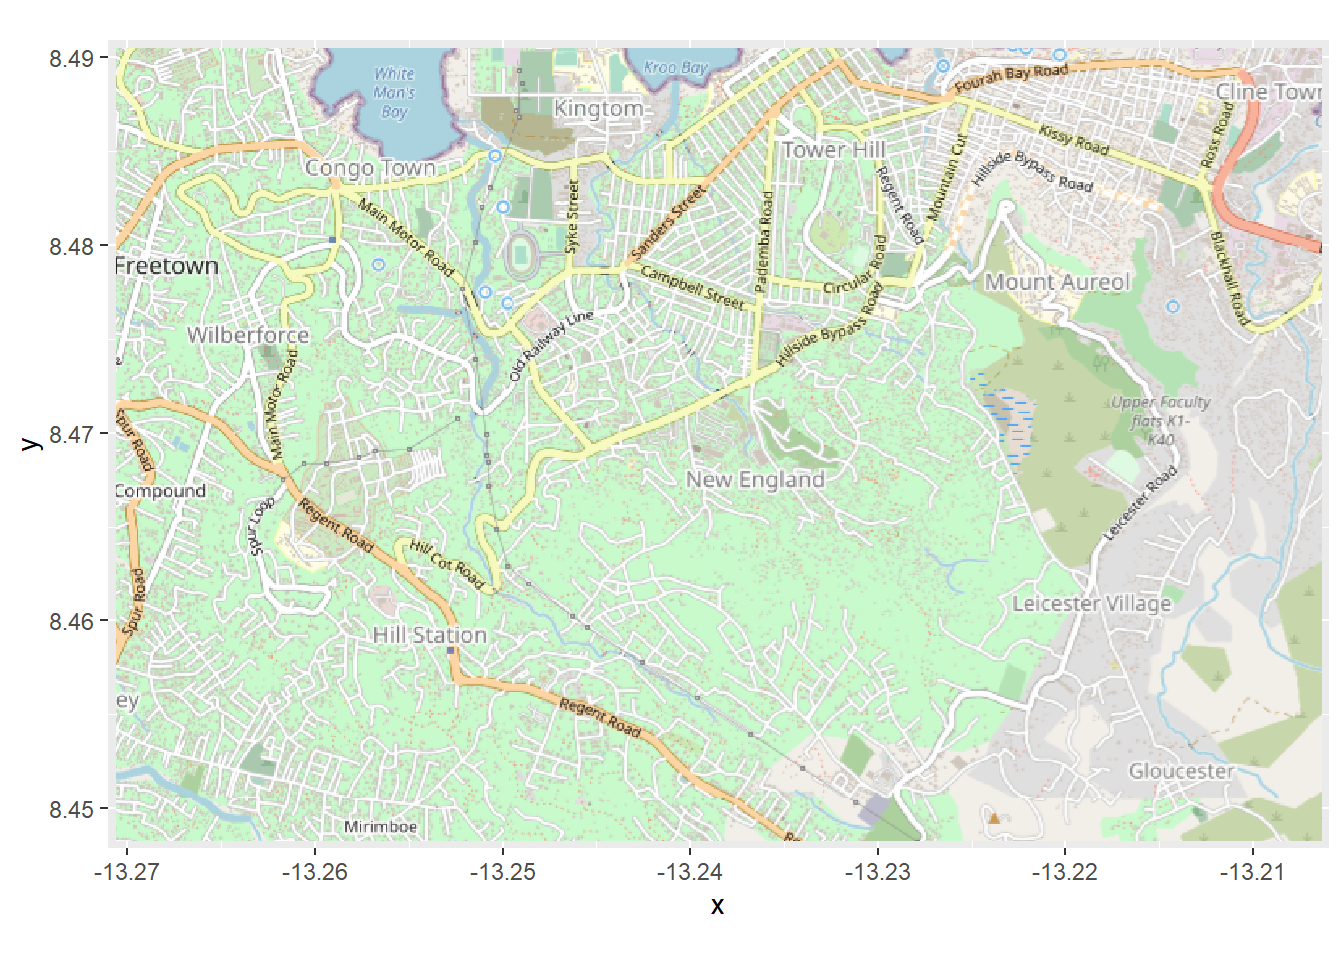 8.49
8.48
8.47
8.46
8.45
y
-13.27
-13.26
-13.25
-13.24
-13.23
-13.22
-13.21
x
White
Man's
Bay
Kroo Bay
Fourah Bay Road
Cline Town
Kingtom
Kissy Road
Ross Road
Tower Hill
Congo Town
Mountain Cut
Hillside Bypass Road
Regent Road
Syke Street
Sanders Street
Pademba Road
Main Motor Road
Freetown
Campbell Street
Circular Road
Mount Aureol
Blackhall Road
Wilberforce
Old Railway Line
Hillside Bypass Road
Main Motor Road
Upper Faculty
flats K1-
K40
Spur Road
New England
Compound
Leicester Road
Spur Loop
Regent Road
Hill Cot Road
Spur Road
Leicester Village
Hill Station
ey
Regent Road
Gloucester
Mirimboe
Re